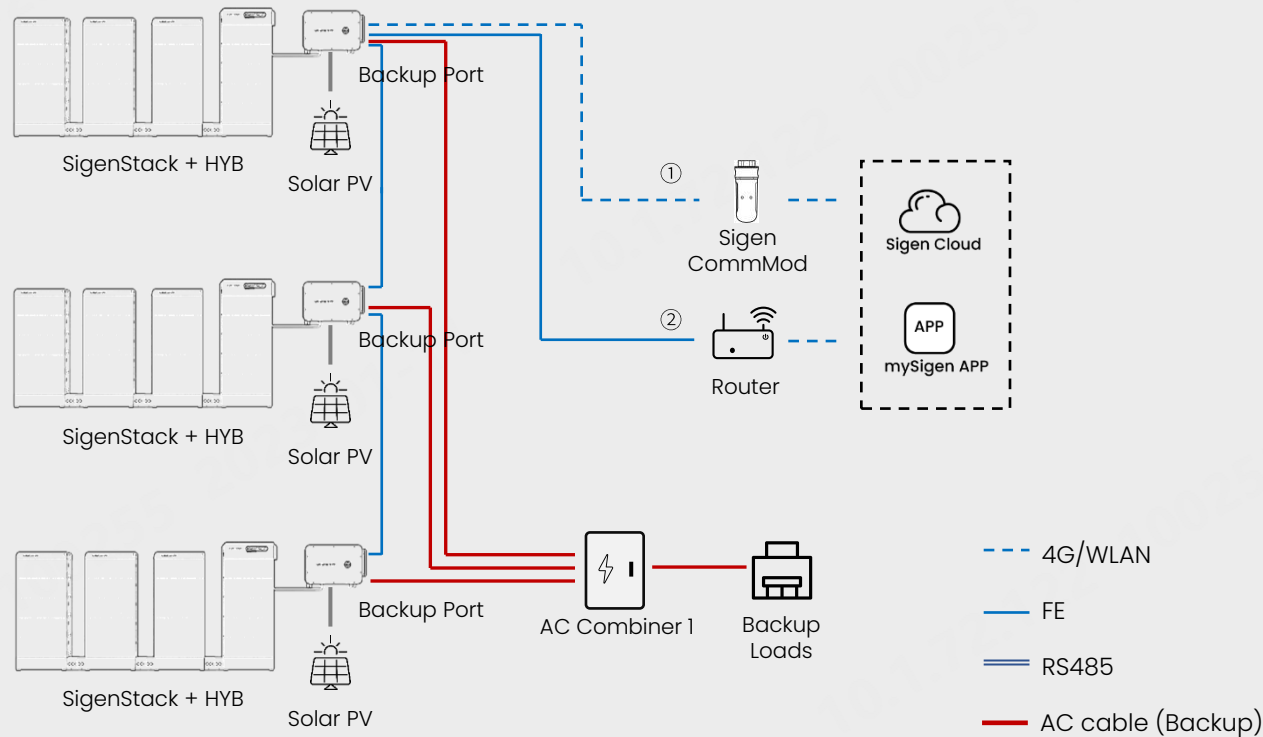 Backup Port
SigenStack + HYB
Solar PV
①
Sigen
CommMod
Sigen Cloud
②
Router
APP
mySigen APP
Backup Port
SigenStack + HYB
Solar PV
Backup Port
SigenStack + HYB
Solar PV
AC Combiner 1
Backup
Loads
4G/WLAN
FE
RS485
AC cable (Backup)